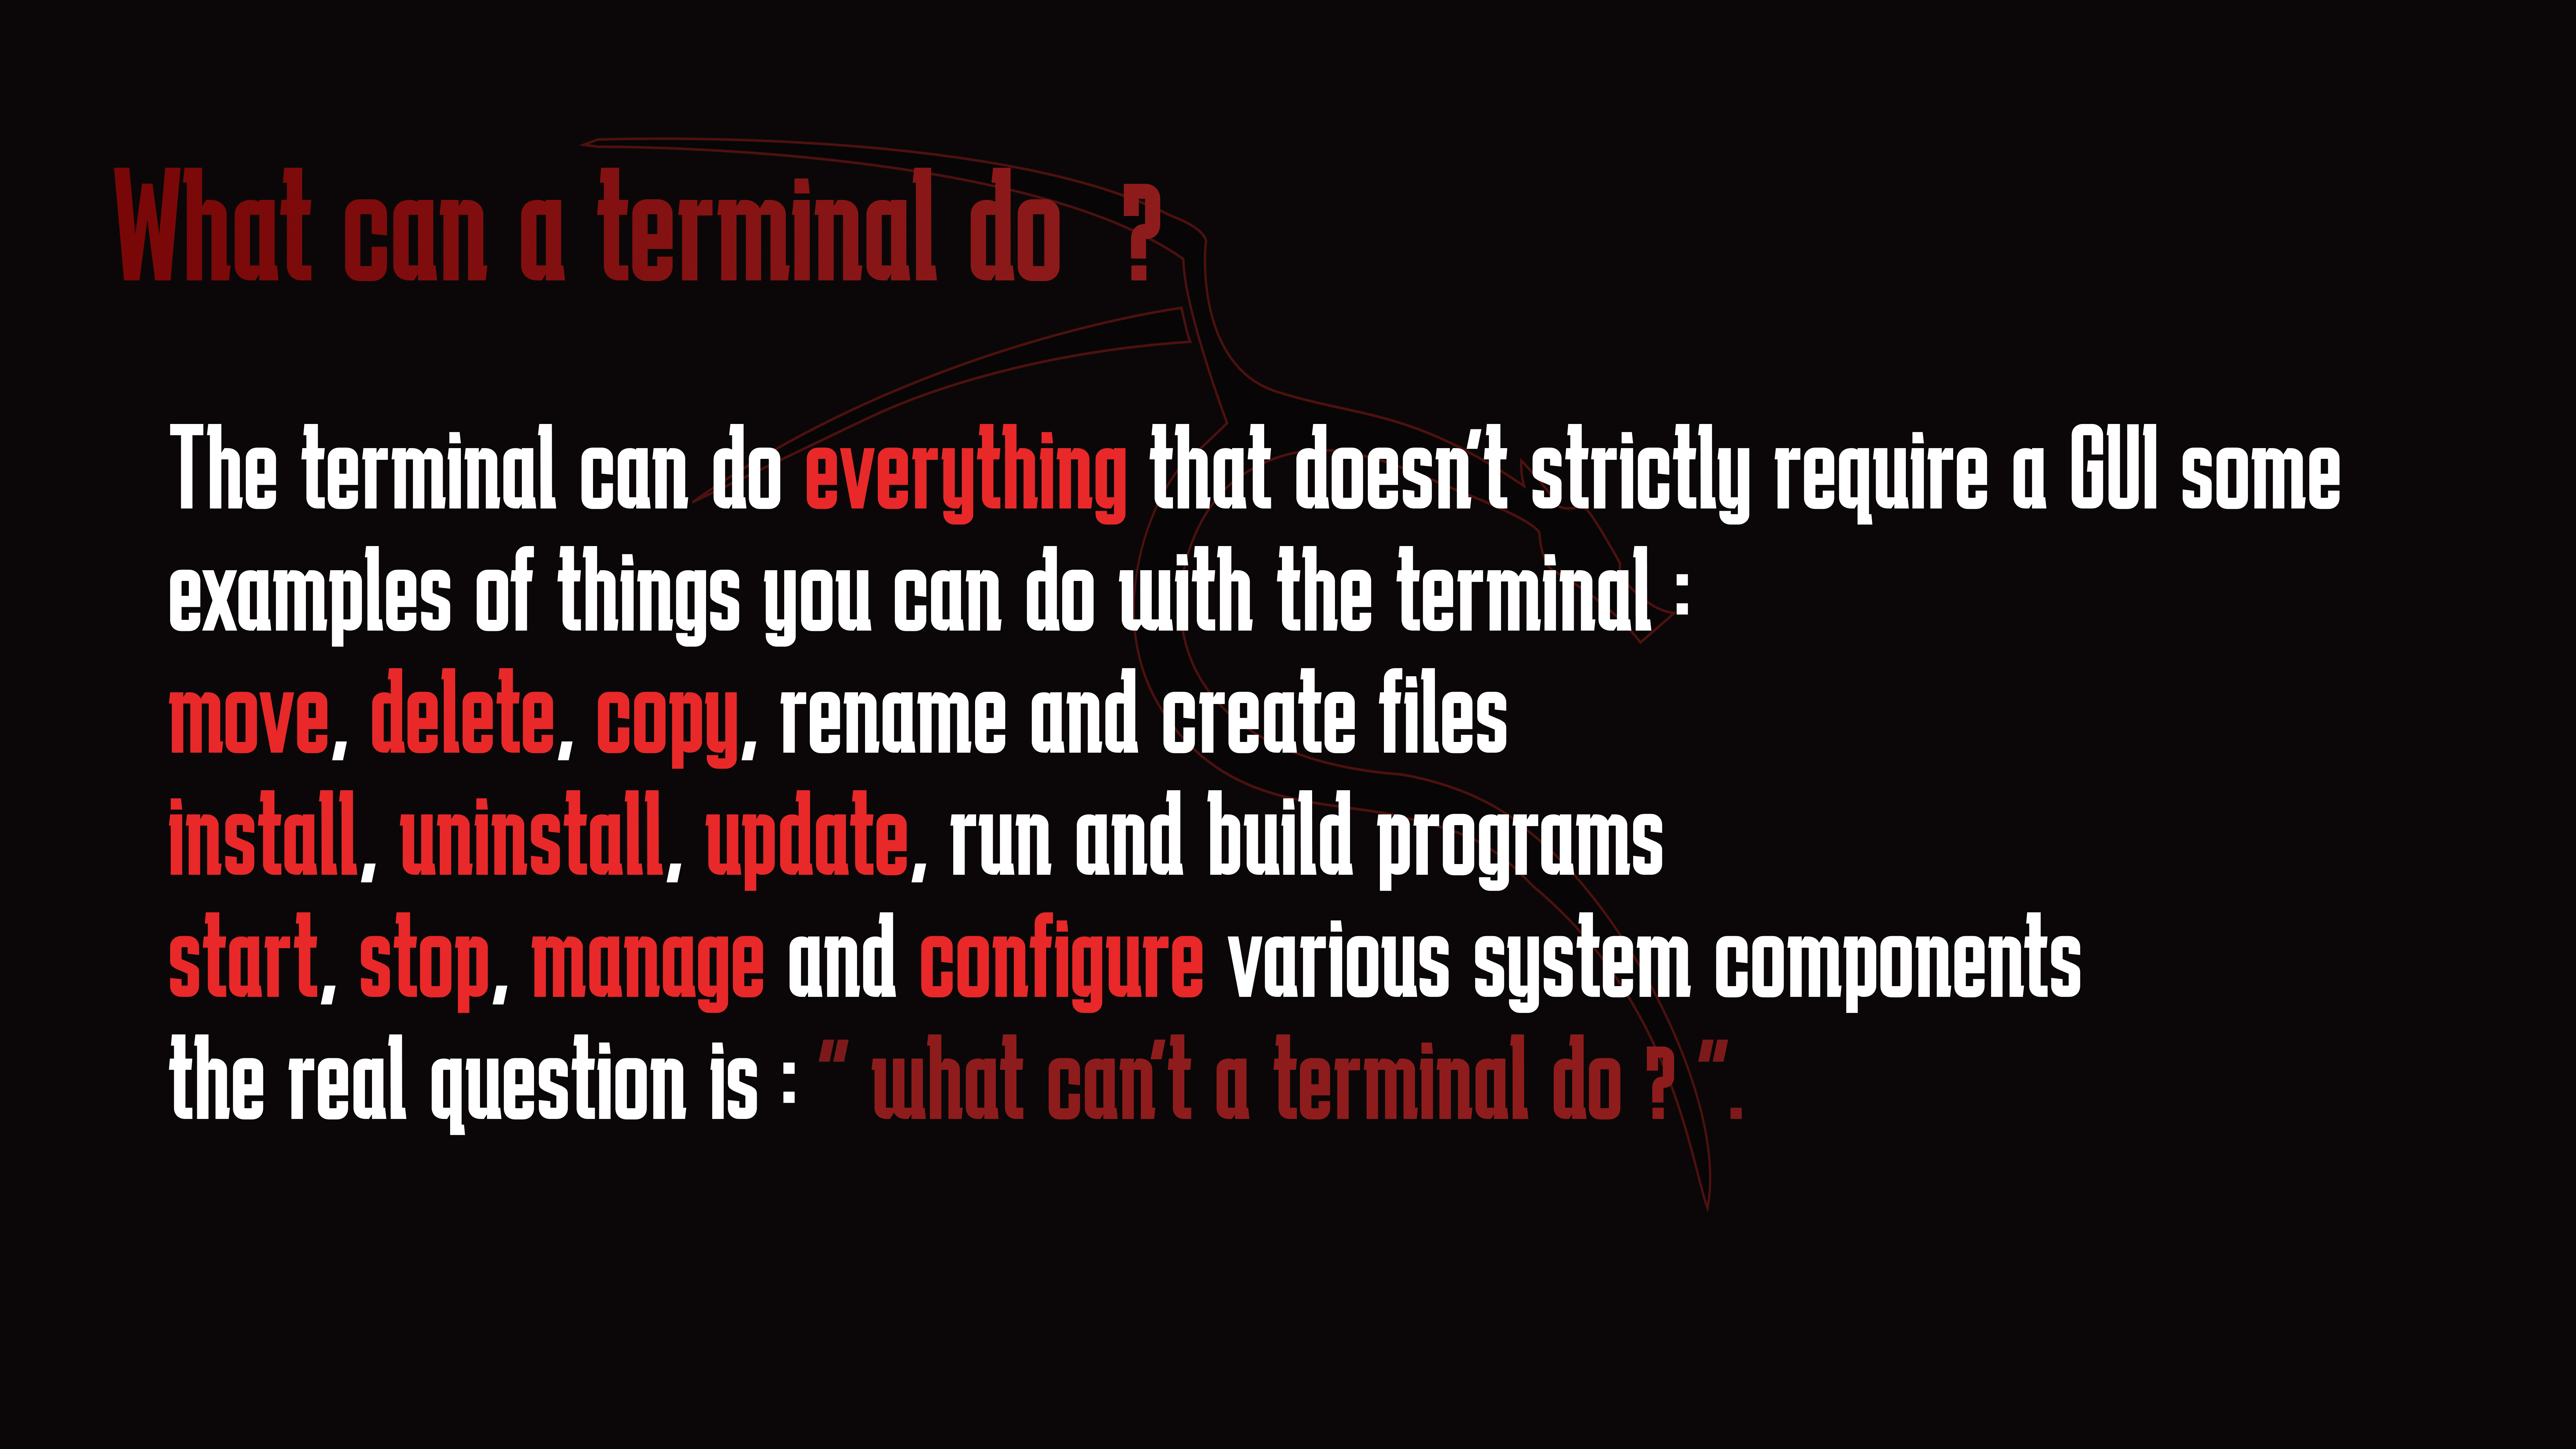 What can a terminal do ?
The terminal can do everything that doesn't strictly require a GUI some
examples of things you can do with the terminal :
move, delete, copy, rename and create files
install, uninstall, update, run and build programs
start, stop, manage and configure various system components
the real question is : " what can't a terminal do ? ".